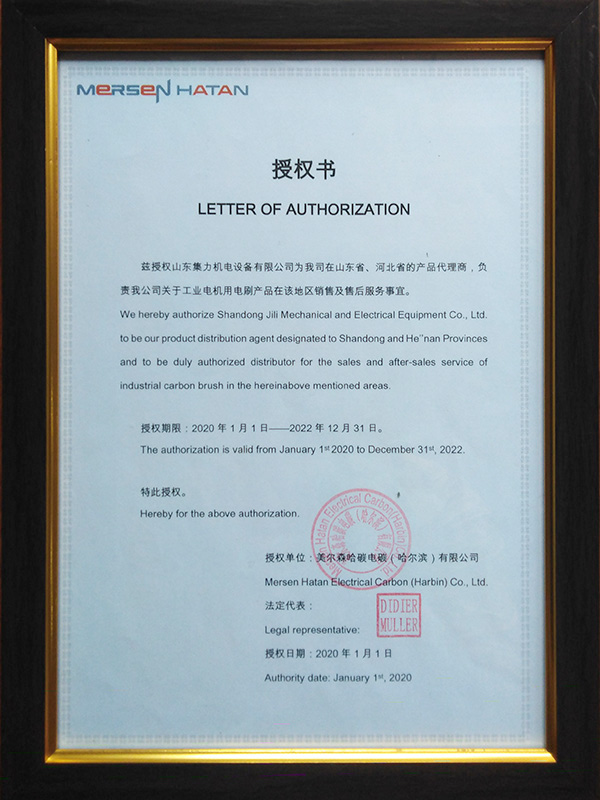 MERSEN HATAN
授权书
LETTER OF AUTHORIZATION
兹授权山东集力机电设备有限公司为我司在山东省、河北省的产品代理商，负
责我公司关于工业电机用电刷产品在该地区销售及售后服务事宜。
We hereby authorize Shandong Jili Mechanical and Electrical Equipment Co., Ltd.
to be our product distribution agent designated to Shandong and He''nan Provinces
and to be duly authorized distributor for the sales and after-sales service of
industrial carbon brush in the hereinabove mentioned areas.
授权期限：2020 年 1 月 1 日——2022 年 12 月 31 日。
The authorization is valid from January 1st 2020 to December 31st, 2022.
特此授权。
Hereby for the above authorization.
Mersen Hatan Electrical Carbon(Harbin) Co., Ltd.
授权单位：美尔森哈碳电碳（哈尔滨）有限公司
Mersen Hatan Electrical Carbon (Harbin) Co., Ltd.
法定代表：
Legal representative:
DIDIER
MULLER
授权日期：2020 年 1 月 1 日
Authority date: January 1st, 2020